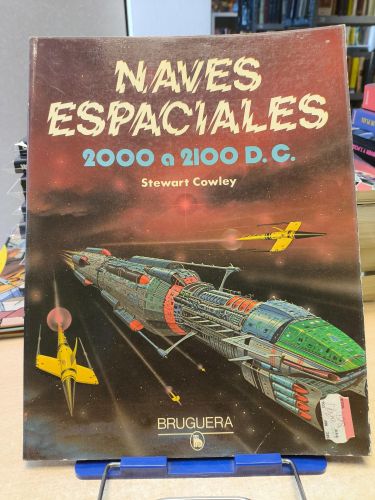 NAVES
ESPACIALES
2000 a 2100 D.C.
Stewart Cowley
BRUGUERA